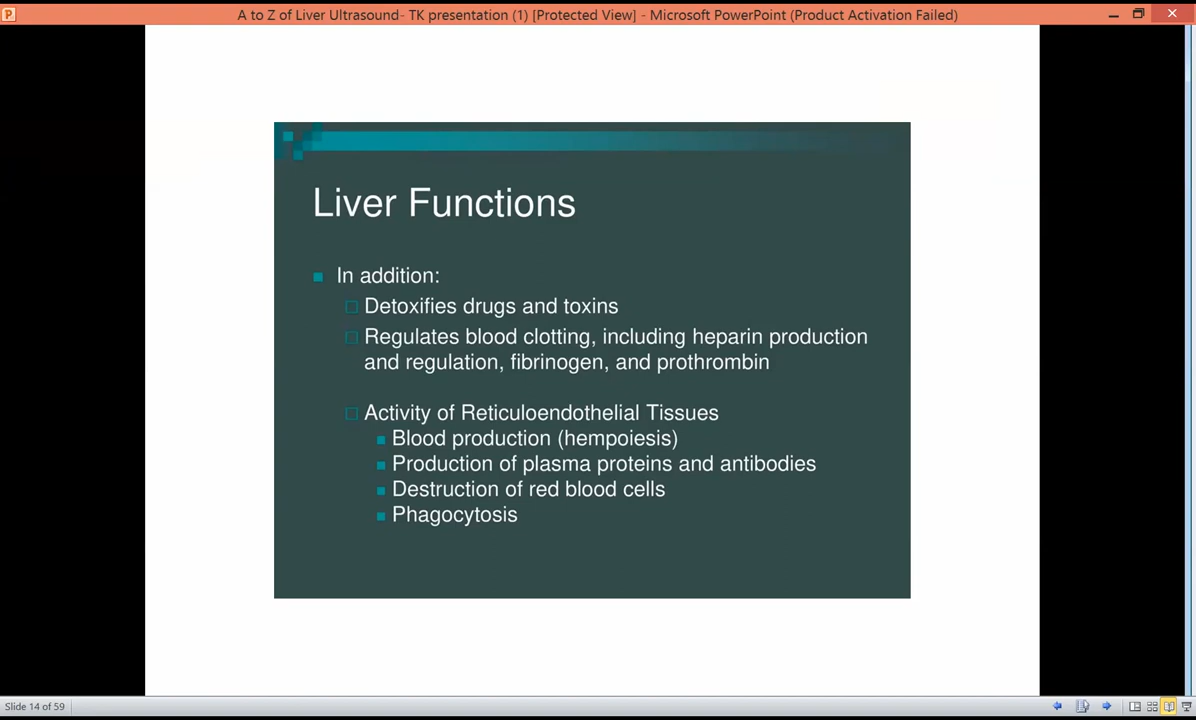 A to Z of Liver Ultrasound- TK presentation (1) [Protected View] - Microsoft PowerPoint (Product Activation Failed)
Liver Functions
In addition:
Detoxifies drugs and toxins
Regulates blood clotting, including heparin production
and regulation, fibrinogen, and prothrombin
Activity of Reticuloendothelial Tissues
Blood production (hempoiesis)
Production of plasma proteins and antibodies
Destruction of red blood cells
Phagocytosis
Slide 14 of 59